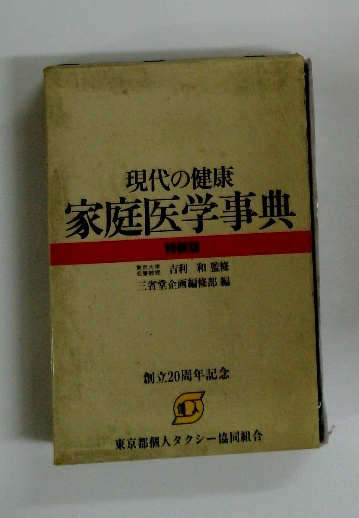 現代の健康
家庭医学事典
特装版
東京大学
名誉教授 吉利 和 監修
三省堂企画編修部 編
創立20周年記念
個人
東京都個人タクシー協同組合